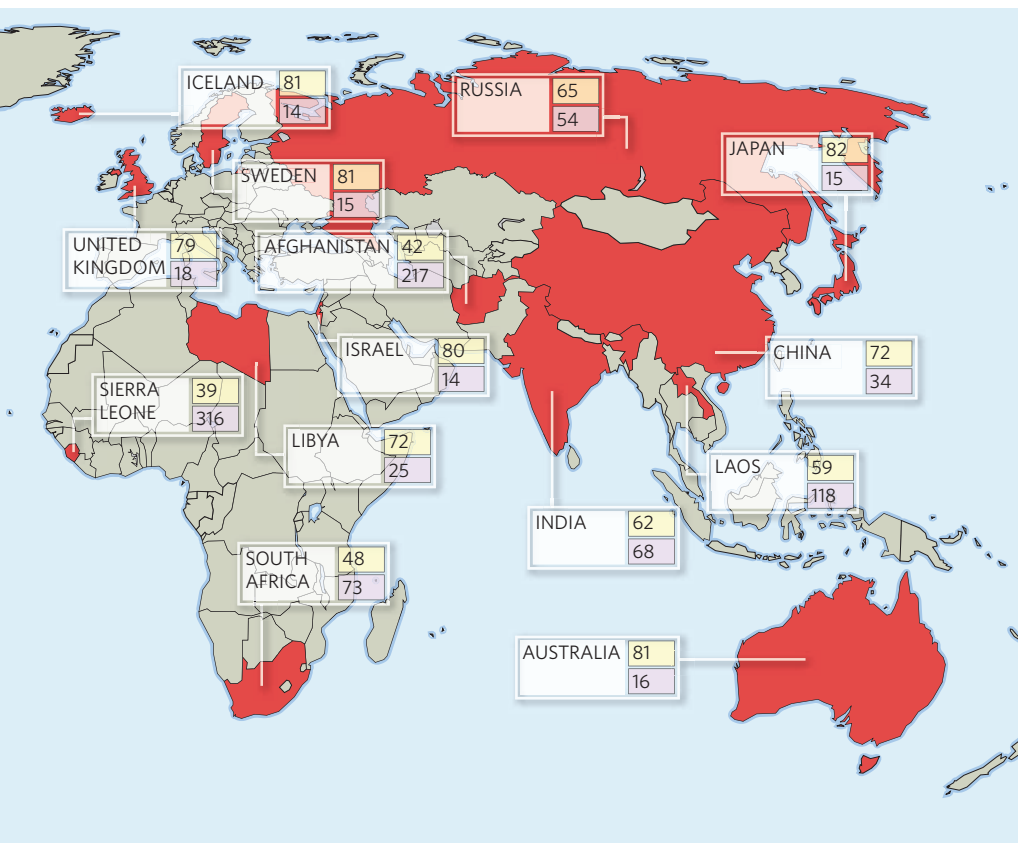 ICELAND 81
14
RUSSIA 65
54
JAPAN 82
15
SWEDEN 81
15
UNITED 79
KINGDOM 18
AFGHANISTAN 42
217
ISRAEL 80
14
CHINA 72
34
SIERRA 39
LEONE 316
LIBYA 72
25
LAOS 59
118
INDIA 62
68
SOUTH 48
AFRICA 73
AUSTRALIA 81
16